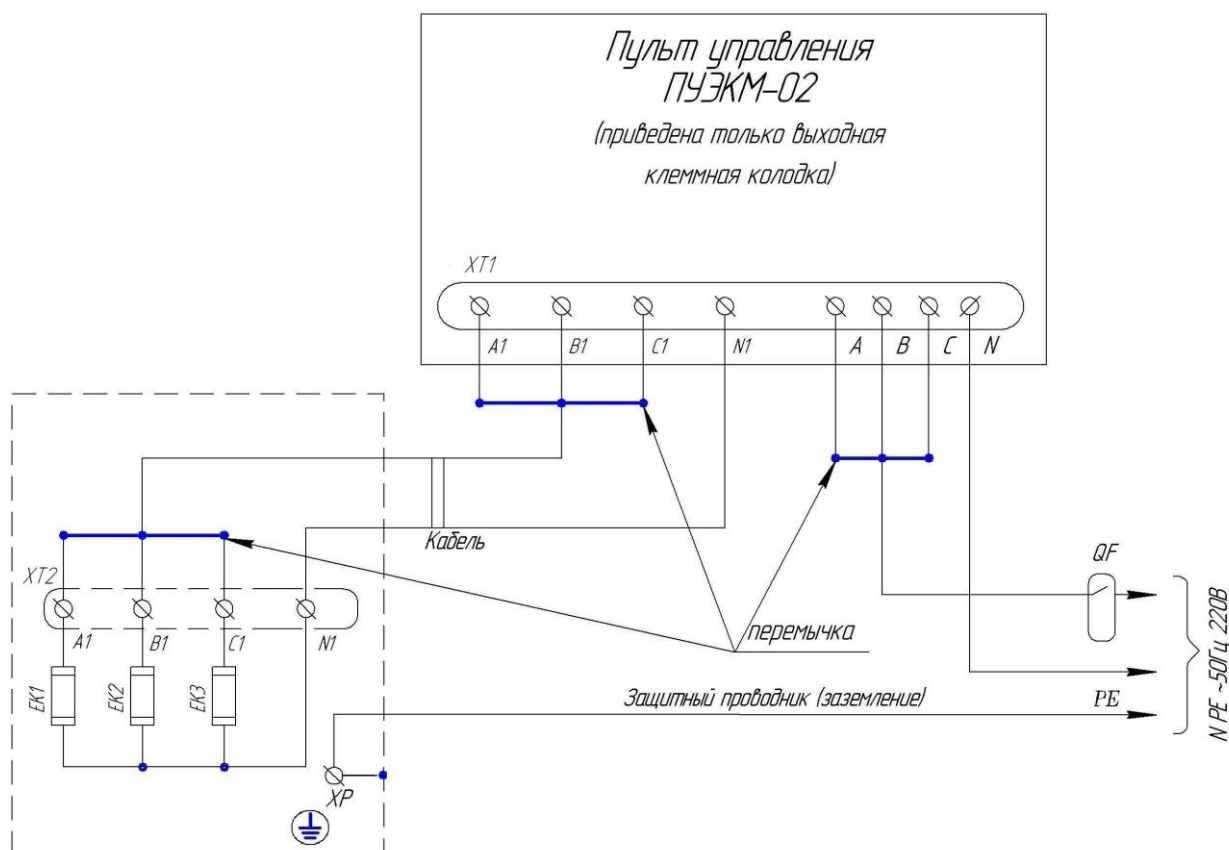 Пульт управления
ПУЭКМ-02
(приведена только выходная
клеммная колодка)
XT1
A1 B1 C1 N1 A B C N
Кабель
QF
XT2
A1 B1 C1 N1
перемычка
EK1 EK2 EK3
Защитный проводник (заземление) PE
N PE ~50Гц 220В
XP